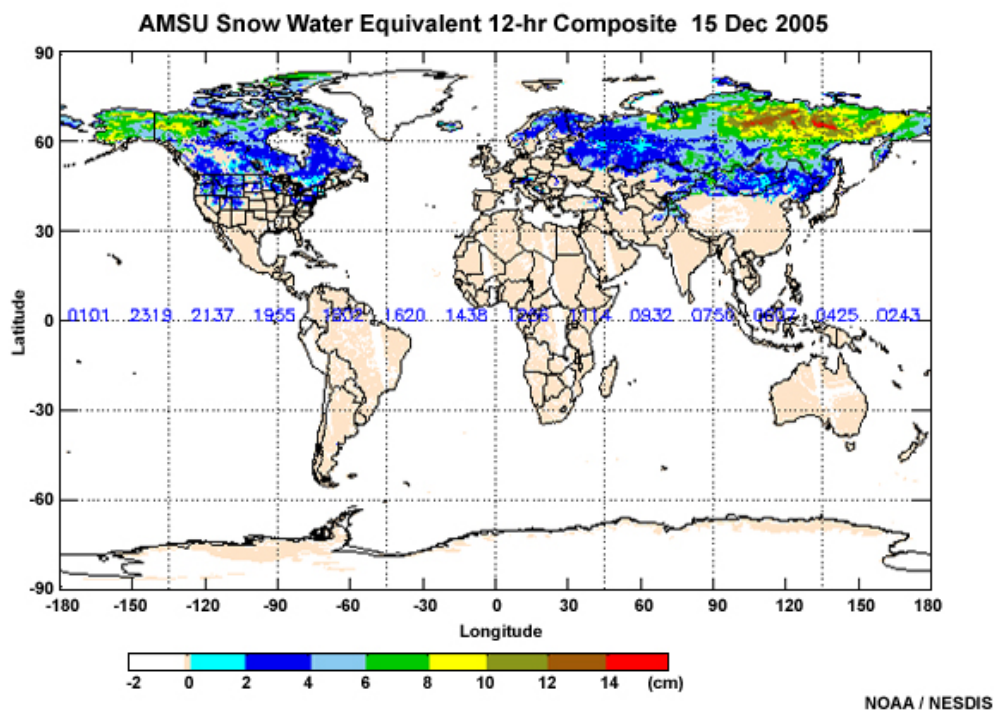 AMSU Snow Water Equivalent 12-hr Composite 15 Dec 2005
90
60
30
0
-30
-60
-90
Latitude
0101 2319 2137 1955 1620 1438 1114 0932 0425 0243
-180 -150 -120 -90 -60 -30 0 30 60 90 120 150 180
Longitude
-2 0 2 4 6 8 10 12 14 (cm)
NOAA / NESDIS